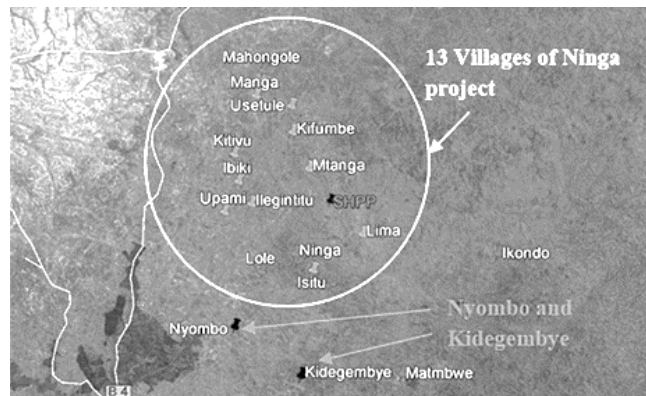 Mahongole
13 Villages of Ninga
project
Manga
Usetule
Kifumbe
Kitivu
Ibiki
Mtanga
Upami
Ilegintitu
SHPP
Lima
Lole
Ninga
Ikondo
Isitu
Nyombo
Nyombo and
Kidegembye
Kidegembye
Matmbwe
B4